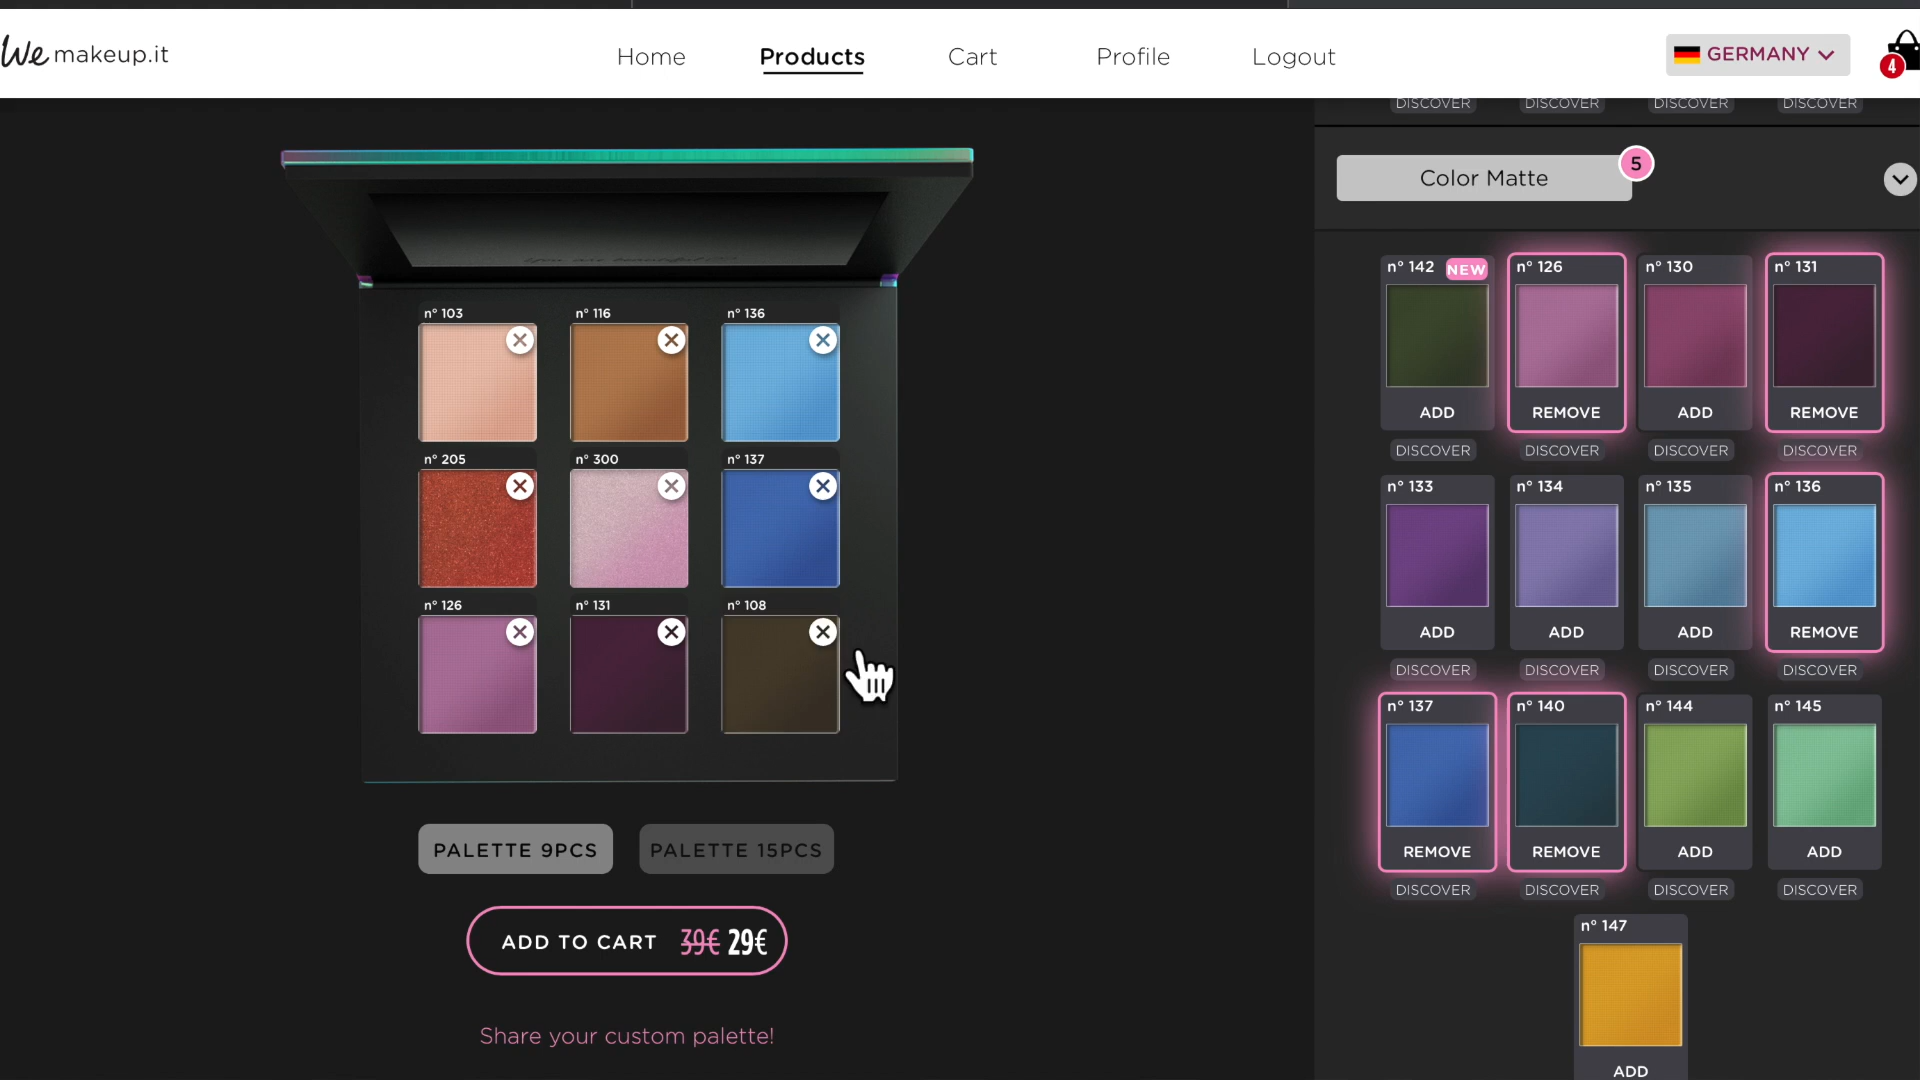 We makeup.it
Home Products Cart Profile Logout
GERMANY
4
DISCOVER DISCOVER DISCOVER DISCOVER
Color Matte
5
n° 103 n° 116 n° 136
n° 205 n° 300 n° 137
n° 126 n° 131 n° 108
PALETTE 9PCS PALETTE 15PCS
ADD TO CART 39€ 29€
Share your custom palette!
n° 142 NEW n° 126 n° 130 n° 131
ADD REMOVE ADD REMOVE
DISCOVER DISCOVER DISCOVER DISCOVER
n° 133 n° 134 n° 135 n° 136
ADD ADD ADD REMOVE
DISCOVER DISCOVER DISCOVER DISCOVER
n° 137 n° 140 n° 144 n° 145
REMOVE REMOVE ADD ADD
DISCOVER DISCOVER DISCOVER DISCOVER
n° 147
ADD